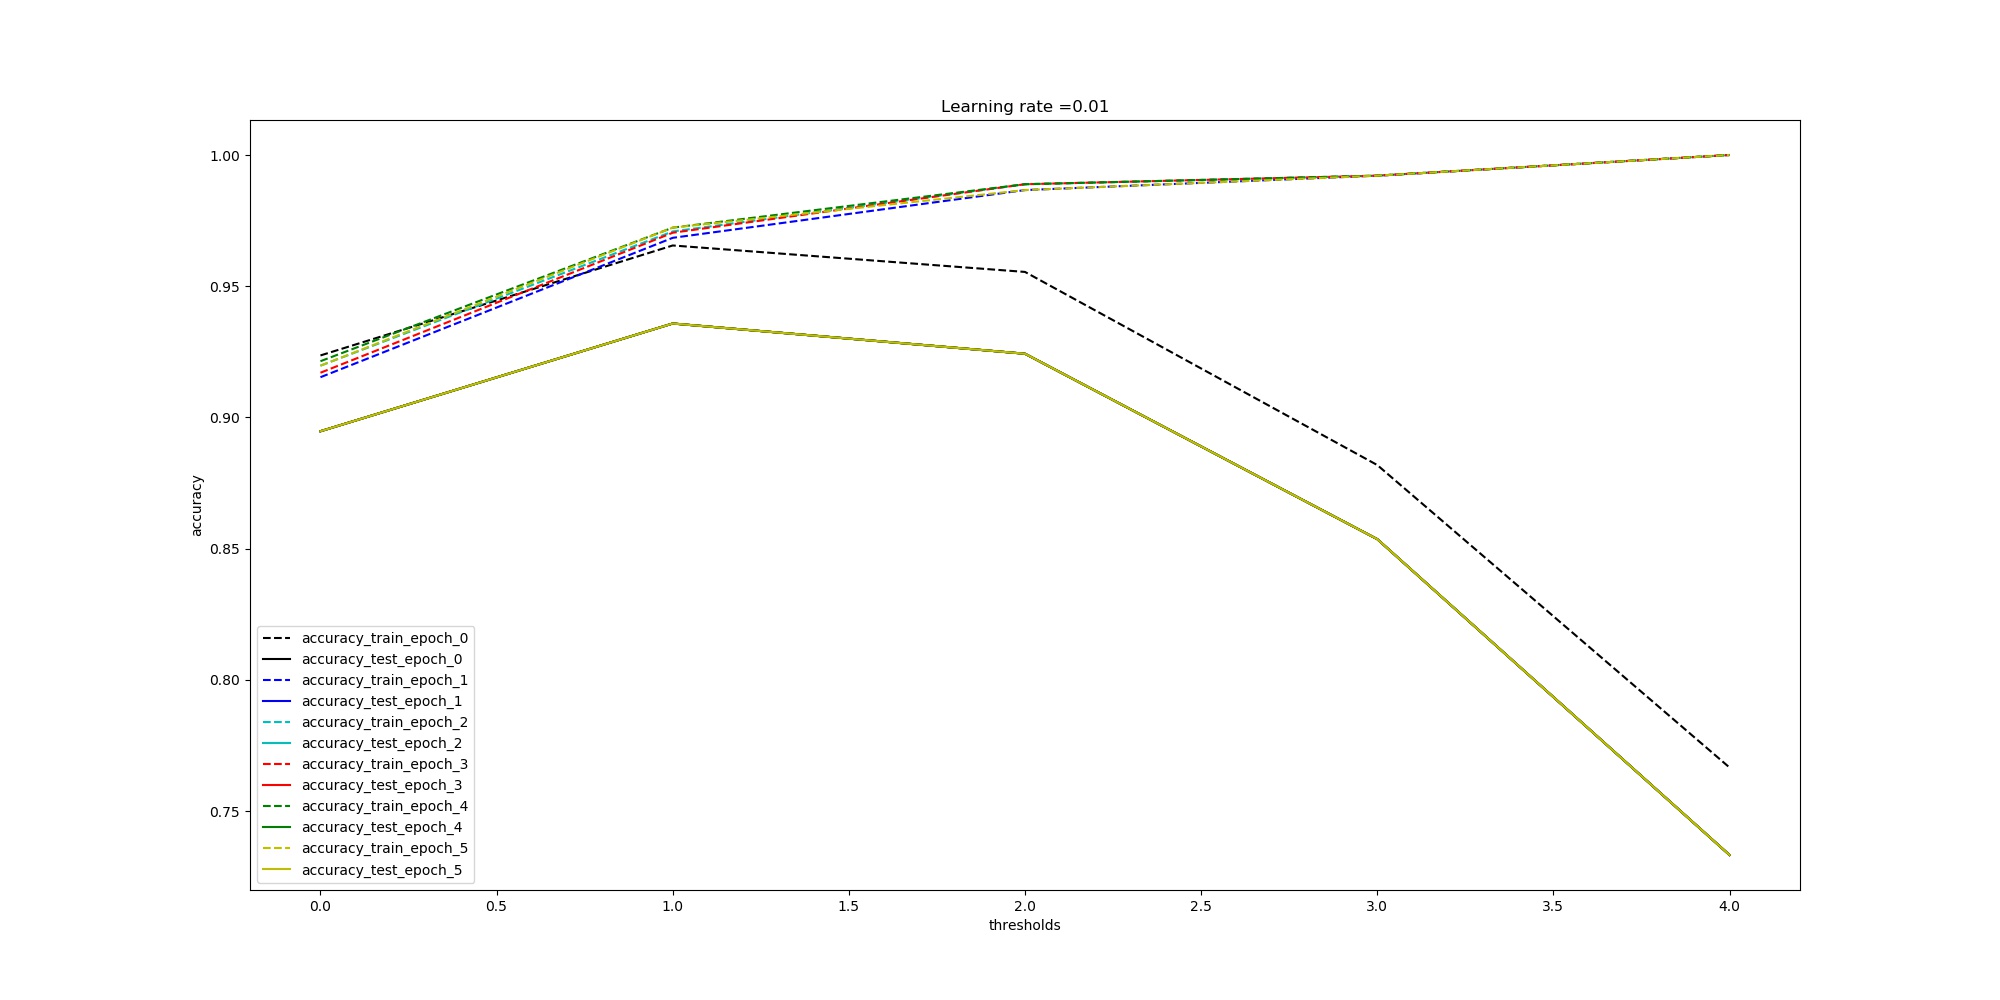 Learning rate =0.01
1.00
0.95
0.90
0.85
0.80
0.75
accuracy
accuracy_train_epoch_0
accuracy_test_epoch_0
accuracy_train_epoch_1
accuracy_test_epoch_1
accuracy_train_epoch_2
accuracy_test_epoch_2
accuracy_train_epoch_3
accuracy_test_epoch_3
accuracy_train_epoch_4
accuracy_test_epoch_4
accuracy_train_epoch_5
accuracy_test_epoch_5
0.0 0.5 1.0 1.5 2.0 2.5 3.0 3.5 4.0
thresholds